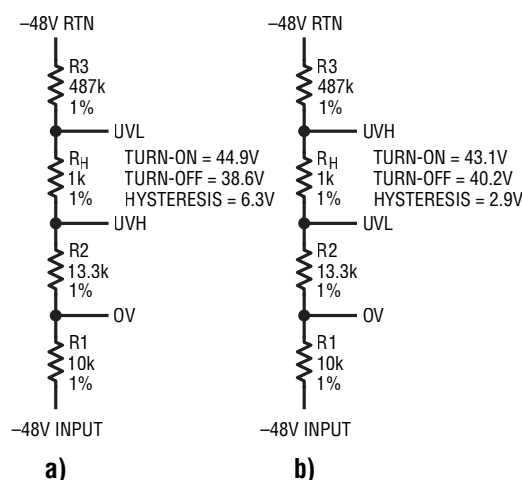 –48V RTN
R3
487k
1%
UVL
RH
1k
1%
TURN-ON = 44.9V
TURN-OFF = 38.6V
HYSTERESIS = 6.3V
UVH
R2
13.3k
1%
OV
R1
10k
1%
–48V INPUT
a)
–48V RTN
R3
487k
1%
UVH
RH
1k
1%
TURN-ON = 43.1V
TURN-OFF = 40.2V
HYSTERESIS = 2.9V
UVL
R2
13.3k
1%
OV
R1
10k
1%
–48V INPUT
b)